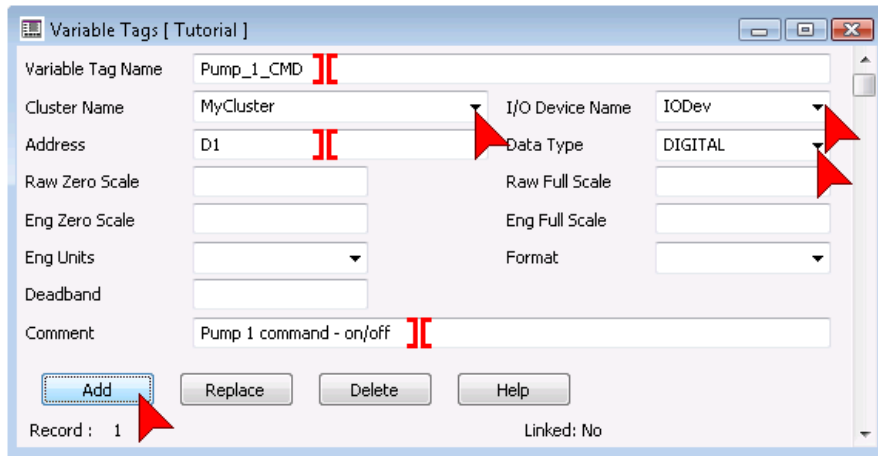 Variable Tags [ Tutorial ]
Variable Tag Name Pump_1_CMD
Cluster Name MyCluster I/O Device Name IODev
Address D1 Data Type DIGITAL
Raw Zero Scale Raw Full Scale
Eng Zero Scale Eng Full Scale
Eng Units Format
Deadband
Comment Pump 1 command - on/off
Add Replace Delete Help
Record : 1 Linked: No